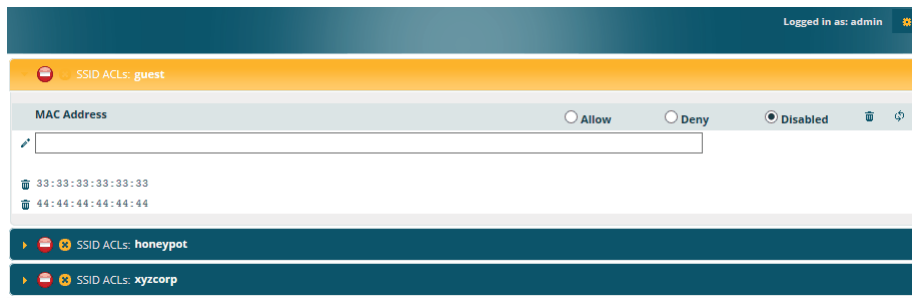 Logged in as: admin
SSID ACLs: guest
MAC Address Allow Deny Disabled
33:33:33:33:33:33
44:44:44:44:44:44
SSID ACLs: honeypot
SSID ACLs: xyzcorp